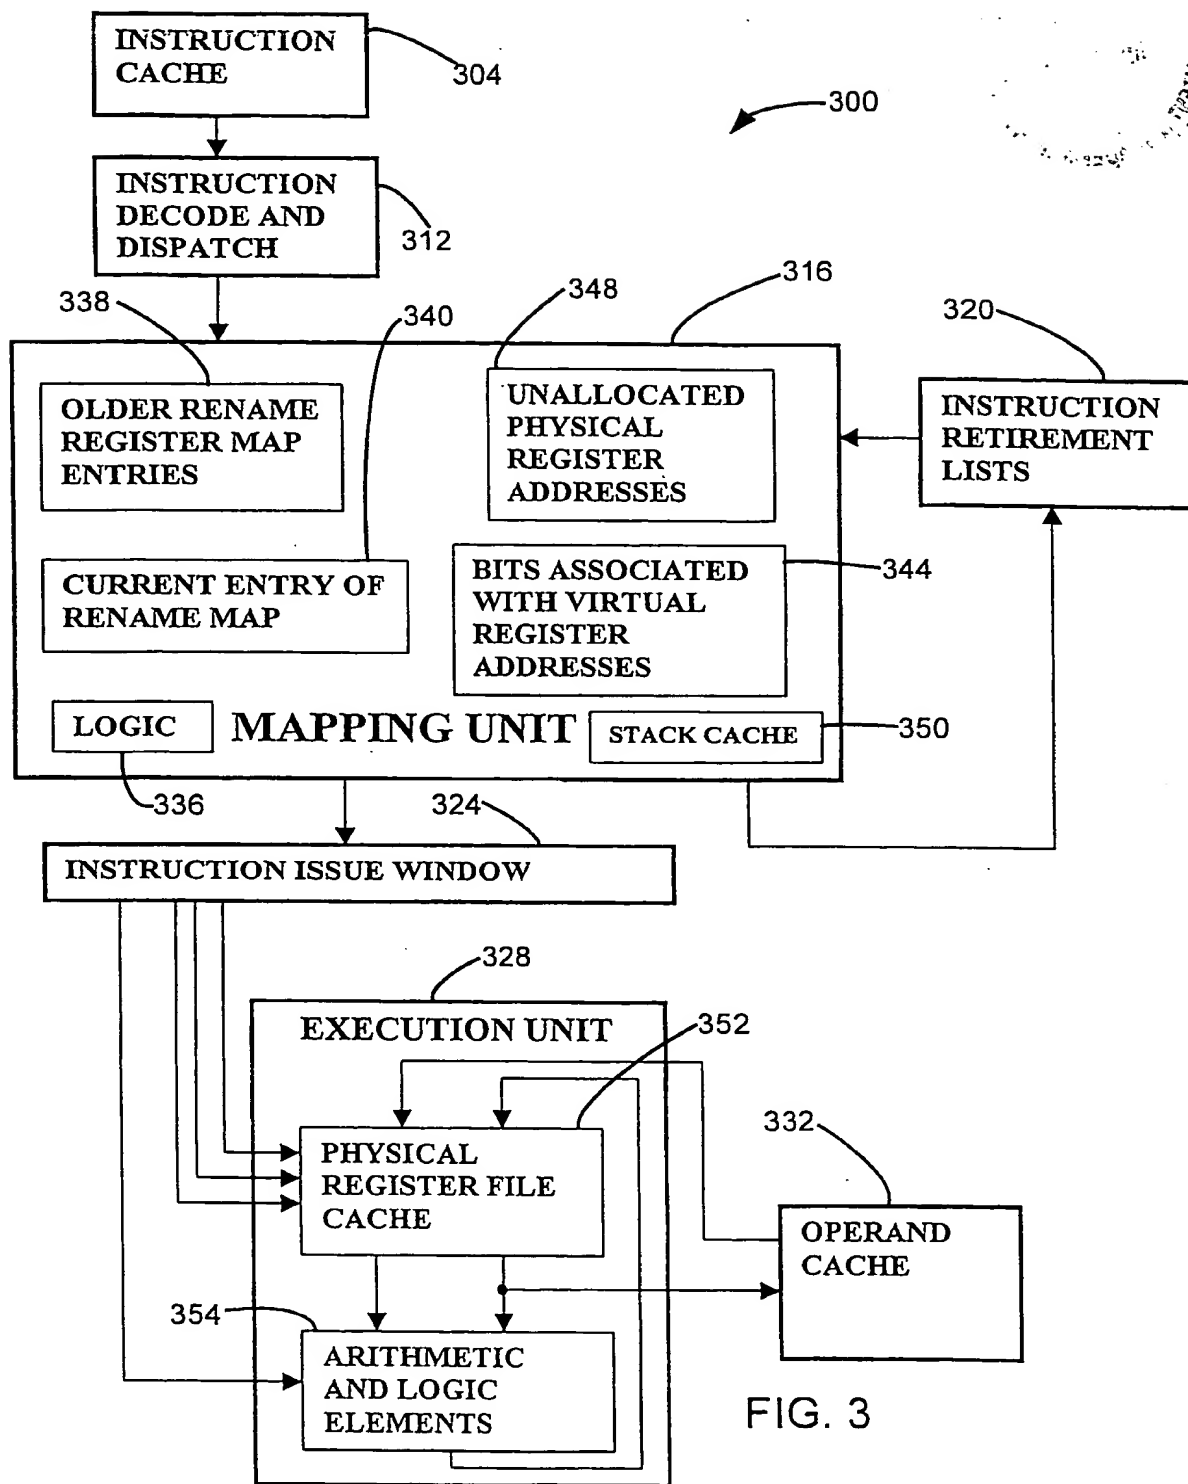 INSTRUCTION
CACHE
304
300
INSTRUCTION
DECODE AND
DISPATCH
312
338
340
348
316
320
OLDER RENAME
REGISTER MAP
ENTRIES
UNALLOCATED
PHYSICAL
REGISTER
ADDRESSES
INSTRUCTION
RETIREMENT
LISTS
CURRENT ENTRY OF
RENAME MAP
BITS ASSOCIATED
WITH VIRTUAL
REGISTER
ADDRESSES
344
LOGIC
MAPPING UNIT
STACK CACHE
350
336
324
INSTRUCTION ISSUE WINDOW
328
EXECUTION UNIT
352
PHYSICAL
REGISTER FILE
CACHE
332
OPERAND
CACHE
354
ARITHMETIC
AND LOGIC
ELEMENTS
FIG. 3